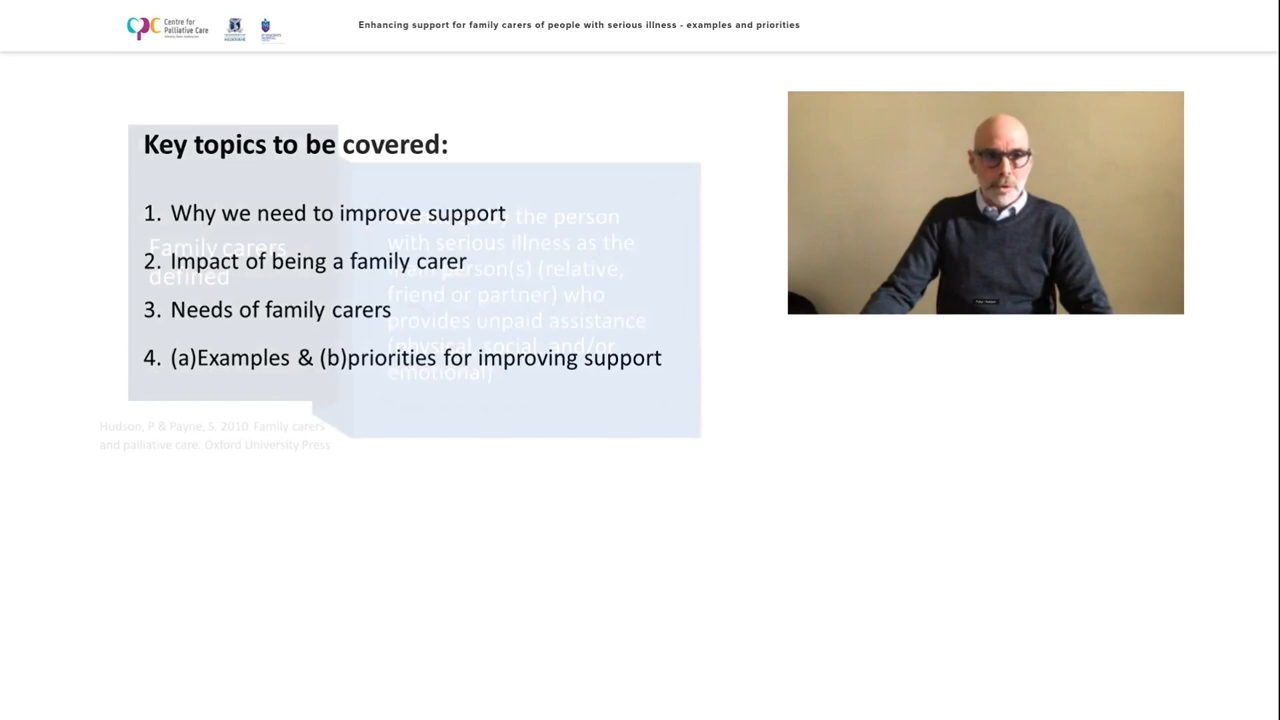 Centre for
Palliative Care
Enhancing support for family carers of people with serious illness - examples and priorities
Key topics to be covered:
1. Why we need to improve support
2. Impact of being a family carer
3. Needs of family carers
4. (a)Examples & (b)priorities for improving support
Family carers
defined
the person
with serious illness as the
person(s) (relative,
friend or partner) who
provides unpaid assistance
(physical, social, and/or
emotional)
Hudson, P & Payne, S. 2010 Family carers
and palliative care. Oxford University Press